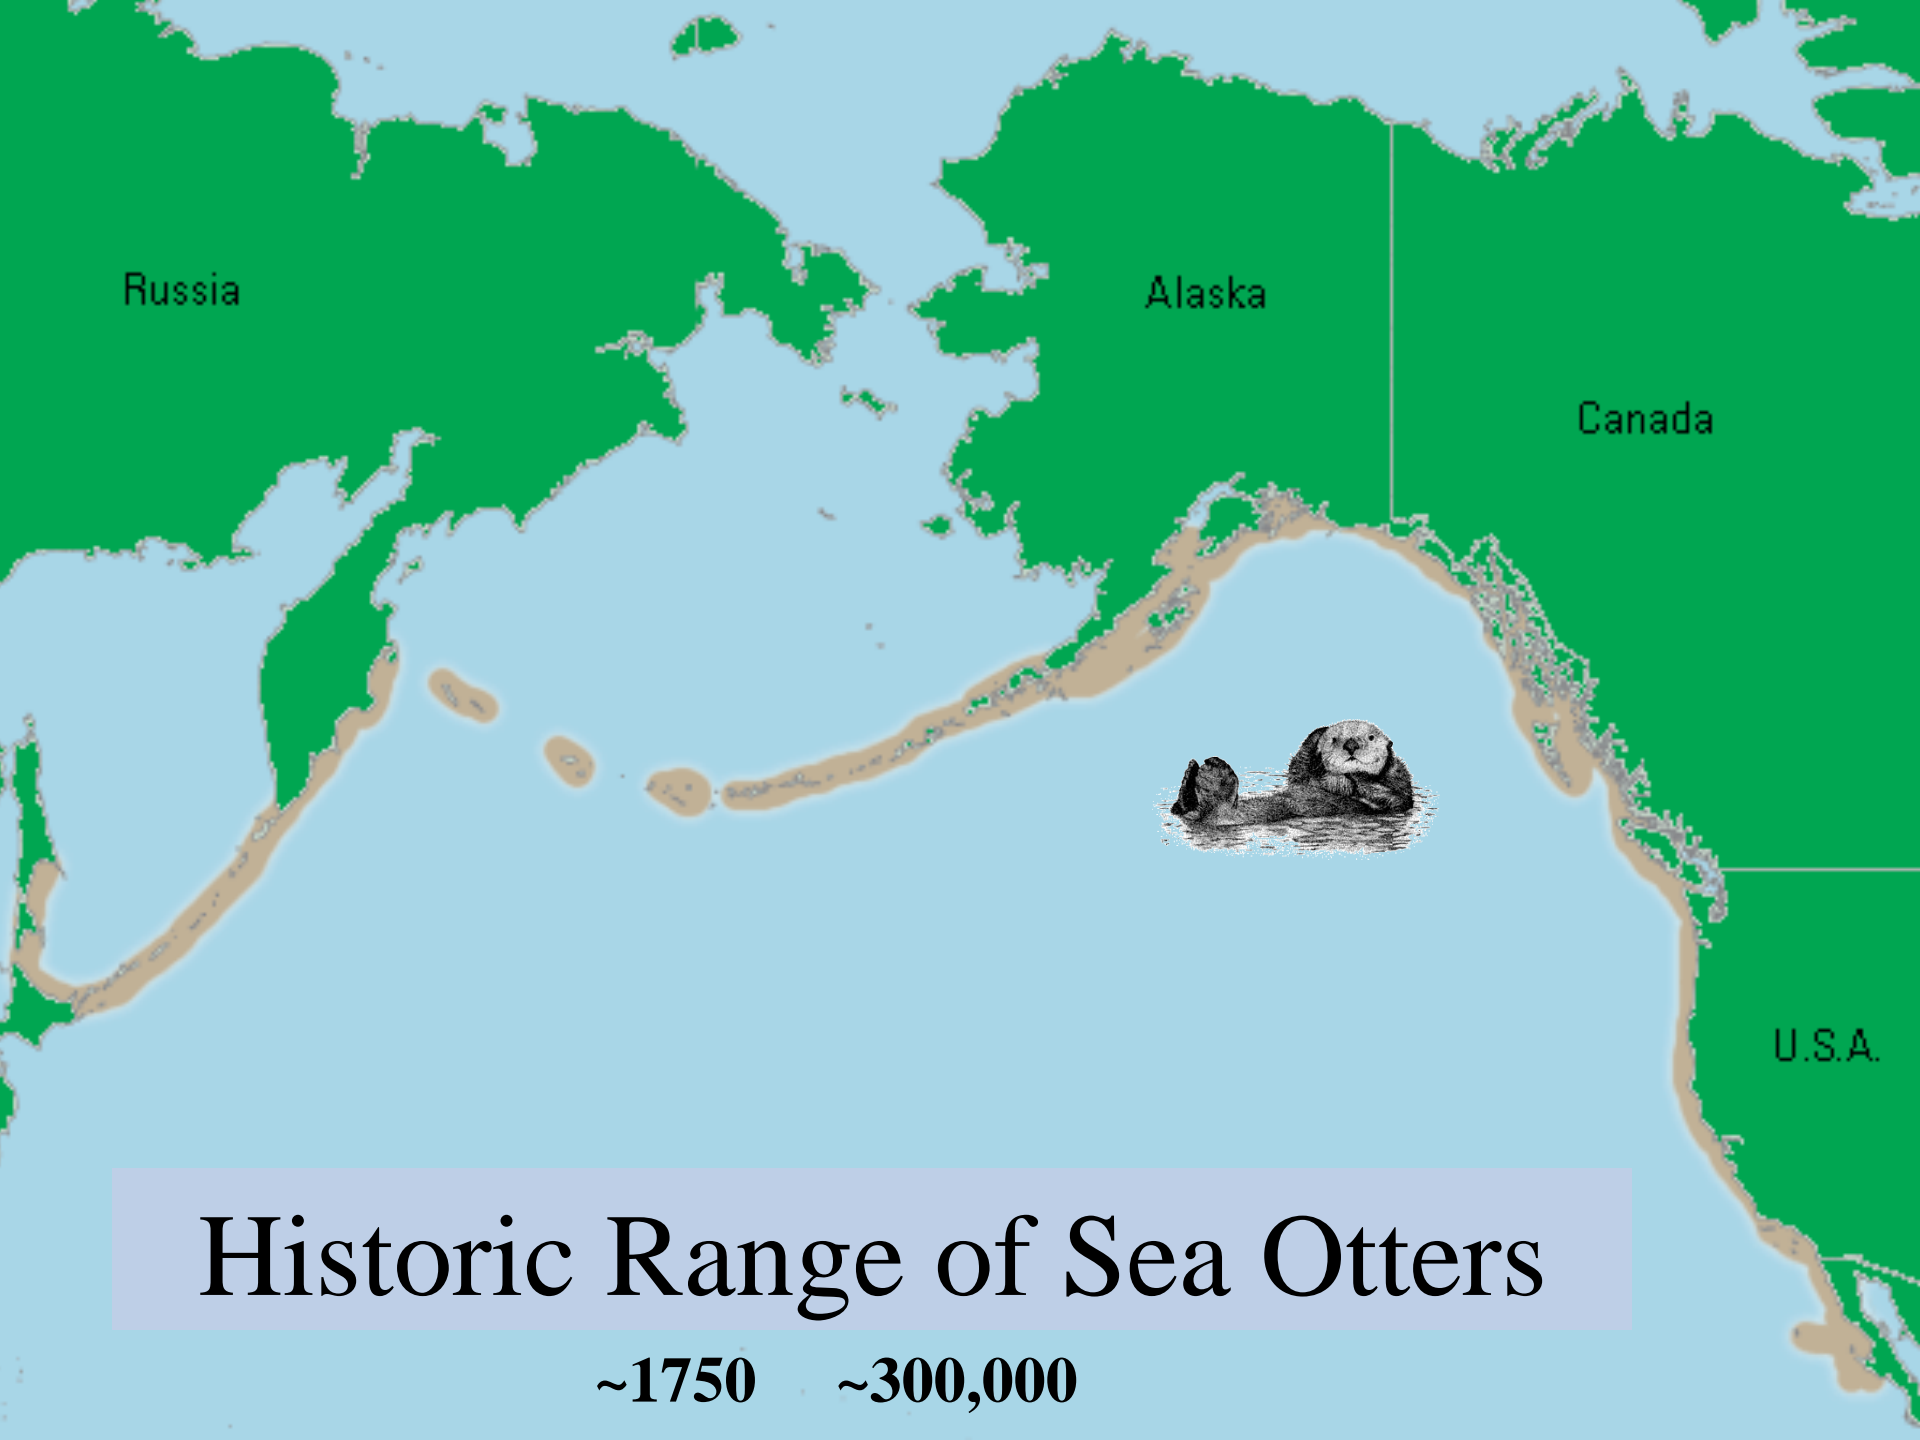 Russia
Alaska
Canada
U.S.A.
Historic Range of Sea Otters
~1750 ~300,000